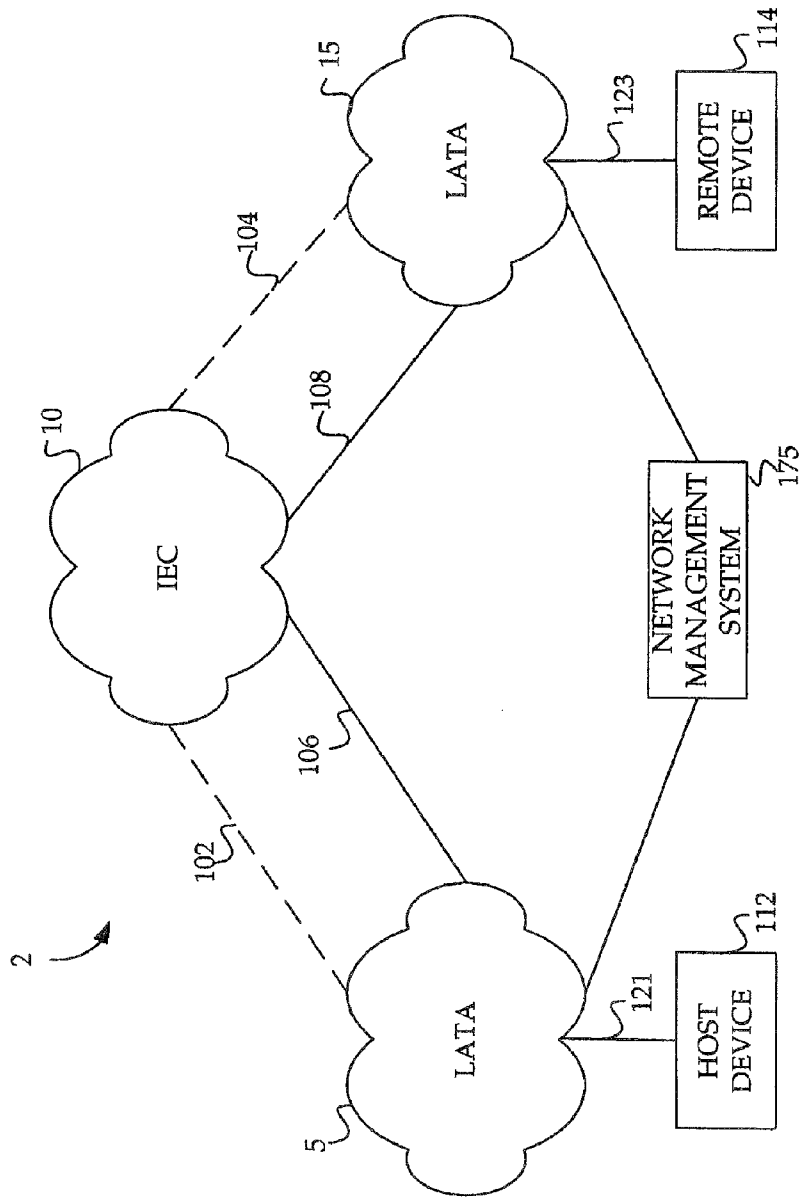 2
102
10
IEC
104
15
LATA
108
106
5
LATA
123
114
REMOTE
DEVICE
121
112
HOST
DEVICE
NETWORK
MANAGEMENT
SYSTEM
175